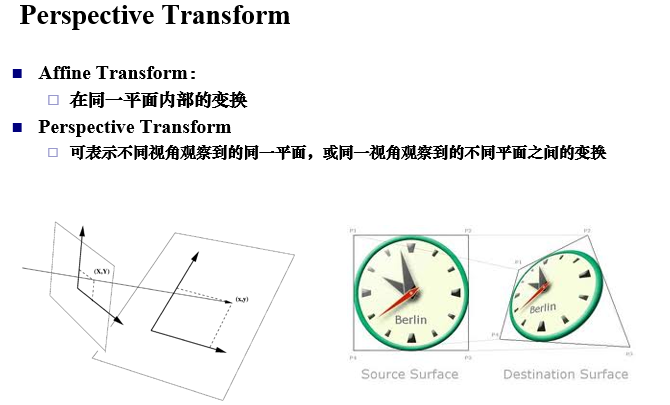 Perspective Transform
Affine Transform:
在同一平面内部的变换
Perspective Transform
可表示不同视角观察到的同一平面，或同一视角观察到的不同平面之间的变换
(X,Y)
(x,y)
P1
P2
P1
P2
Berlin
Berlin
P4
P3
P4
Source Surface
Destination Surface